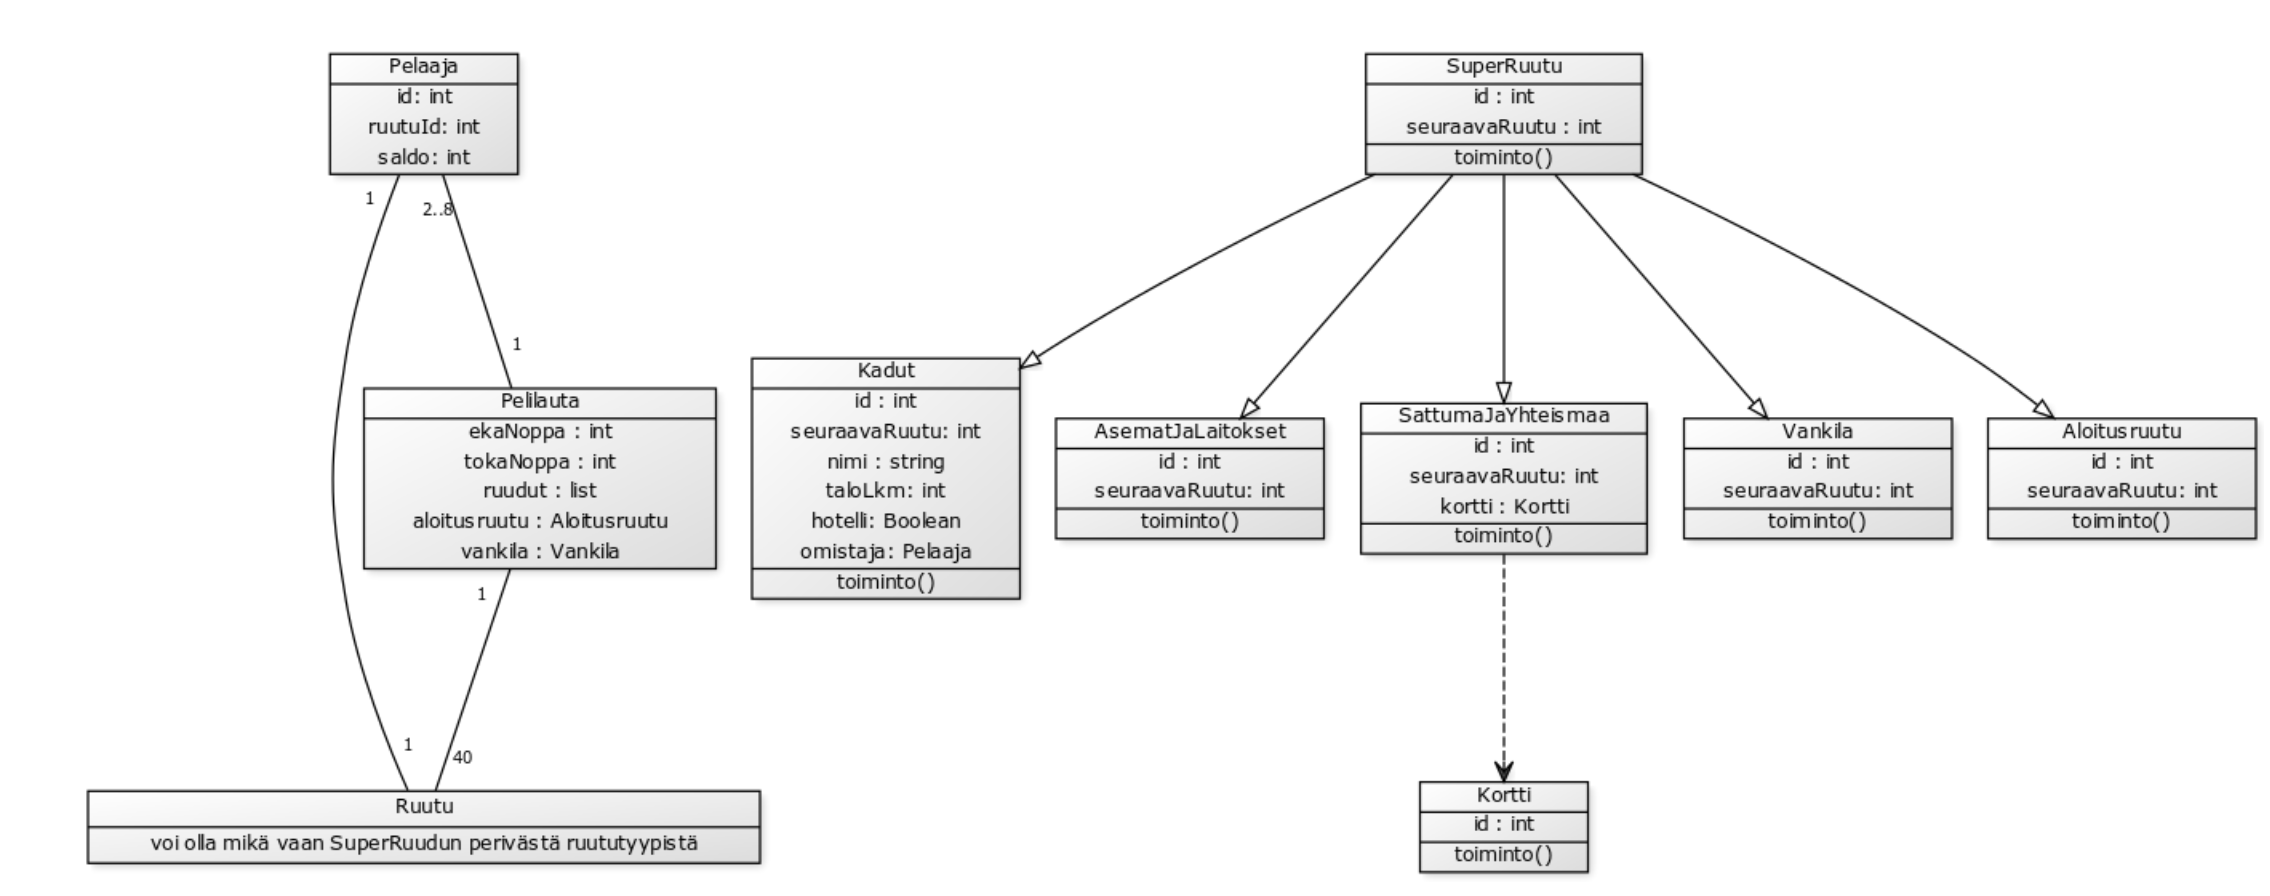 Pelaaja
id: int
ruutuId: int
saldo: int
1
2..8
1
Pelilauta
ekaNoppa : int
tokaNoppa : int
ruudut : list
aloitusruutu : Aloitusruutu
vankila : Vankila
1
1
40
Ruutu
voi olla mikä vaan SuperRuudun perivästä ruututyypistä
SuperRuutu
id : int
seuraavaRuutu : int
toiminto()
Kadut
id : int
seuraavaRuutu: int
nimi : string
taloLkm: int
hotelli: Boolean
omistaja: Pelaaja
toiminto()
AsematJaLaitokset
id : int
seuraavaRuutu: int
toiminto()
SattumaJaYhteismaa
id : int
seuraavaRuutu: int
kortti : Kortti
toiminto()
Vankila
id : int
seuraavaRuutu: int
toiminto()
Aloitusruutu
id : int
seuraavaRuutu: int
toiminto()
Kortti
id : int
toiminto()